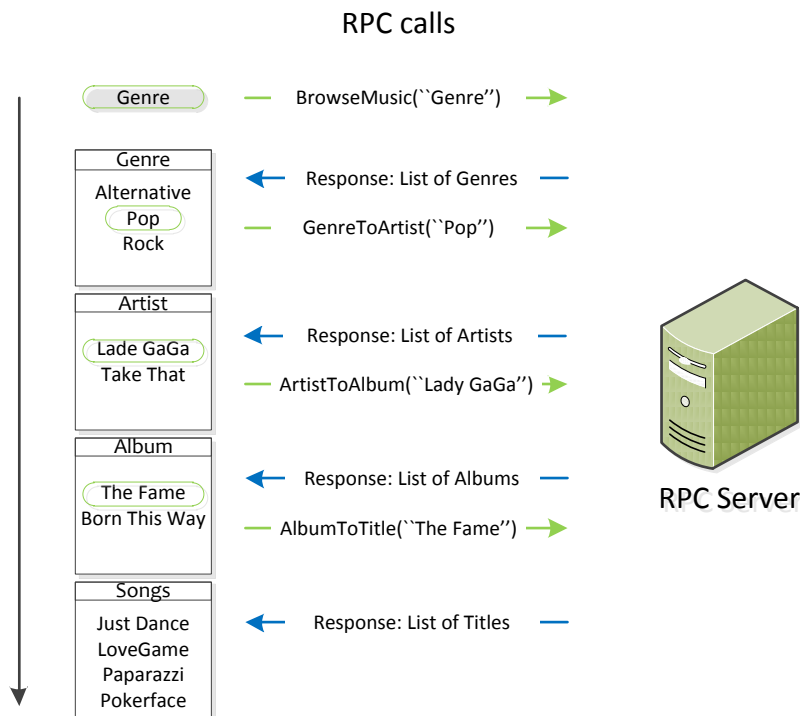 RPC calls
Genre
BrowseMusic(``Genre’’)
Genre
Alternative
Pop
Rock
Response: List of Genres
GenreToArtist(``Pop’’)
Artist
Lade GaGa
Take That
Response: List of Artists
ArtistToAlbum(``Lady GaGa’’)
Album
The Fame
Born This Way
Response: List of Albums
AlbumToTitle(``The Fame’’)
RPC Server
Songs
Just Dance
LoveGame
Paparazzi
Pokerface
Response: List of Titles